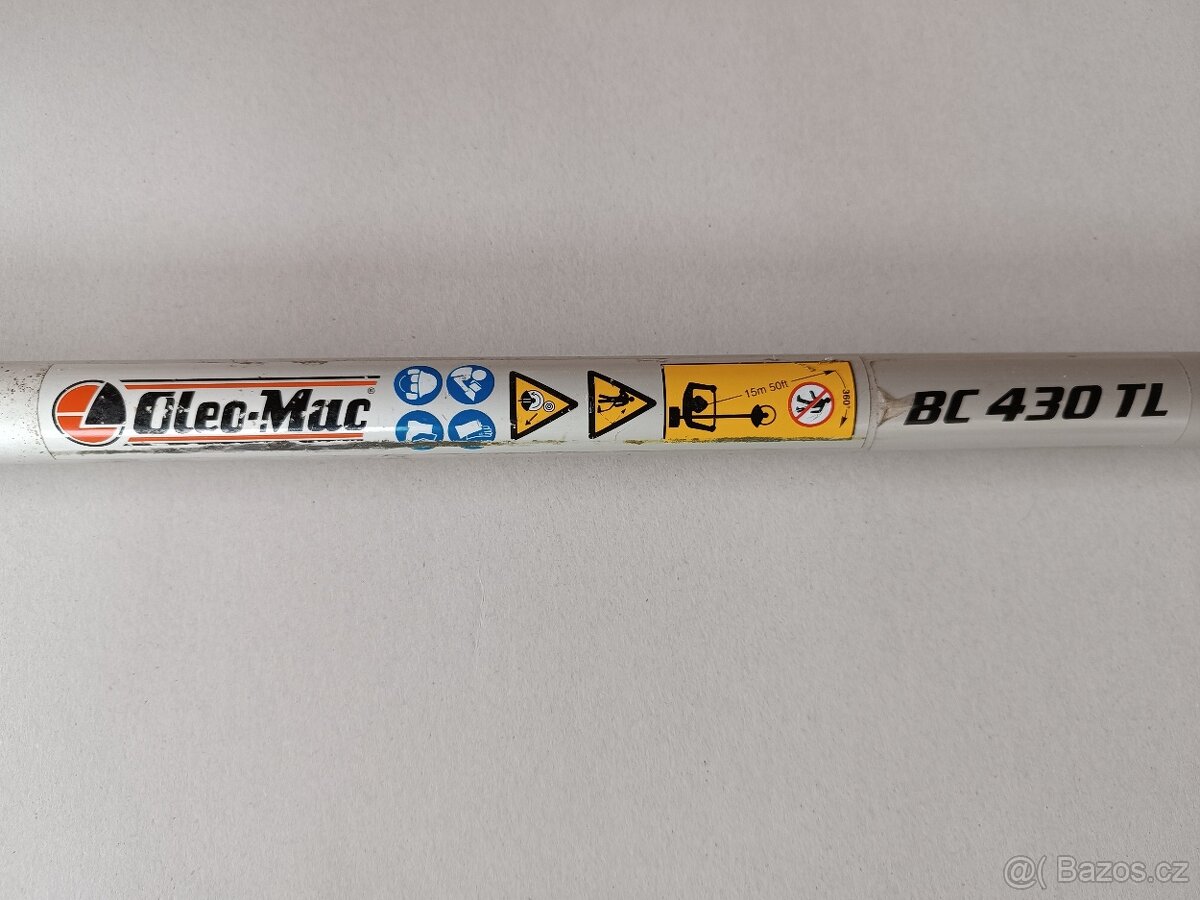 Oleo-Mac®
15m 50ft
360°
BC 430 TL
@( Bazos.cz